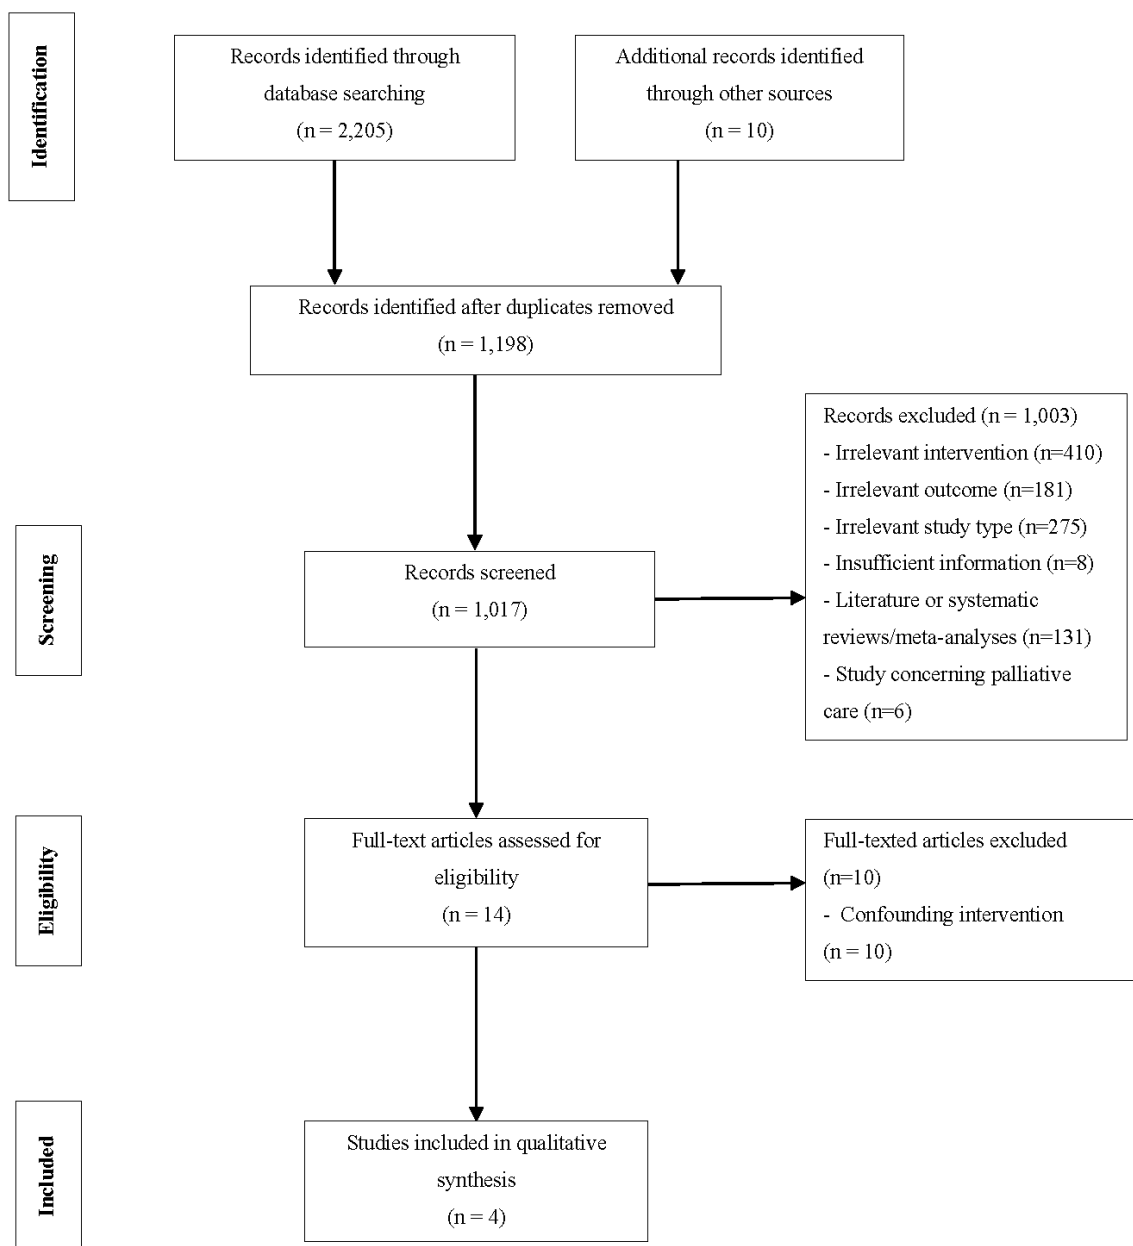 Identification
Records identified through
database searching
(n = 2,205)
Additional records identified
through other sources
(n = 10)
Records identified after duplicates removed
(n = 1,198)
Screening
Records screened
(n = 1,017)
Records excluded (n = 1,003)
- Irrelevant intervention (n=410)
- Irrelevant outcome (n=181)
- Irrelevant study type (n=275)
- Insufficient information (n=8)
- Literature or systematic
reviews/meta-analyses (n=131)
- Study concerning palliative
care (n=6)
Eligibility
Full-text articles assessed for
eligibility
(n = 14)
Full-texted articles excluded
(n=10)
- Confounding intervention
(n = 10)
Included
Studies included in qualitative
synthesis
(n = 4)